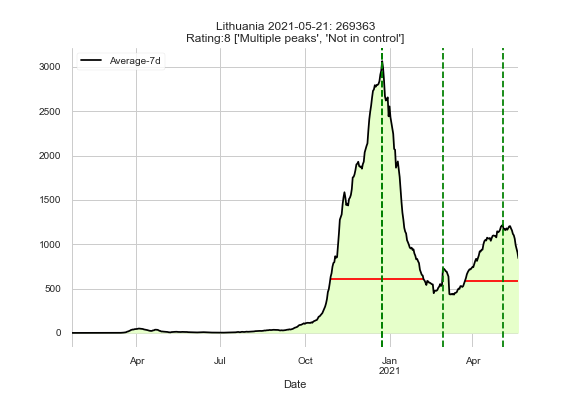 Lithuania 2021-05-21: 269363
Rating:8 ['Multiple peaks', 'Not in control']
Average-7d
3000
2500
2000
1500
1000
500
0
Apr Jul Oct Jan Apr
2021
Date